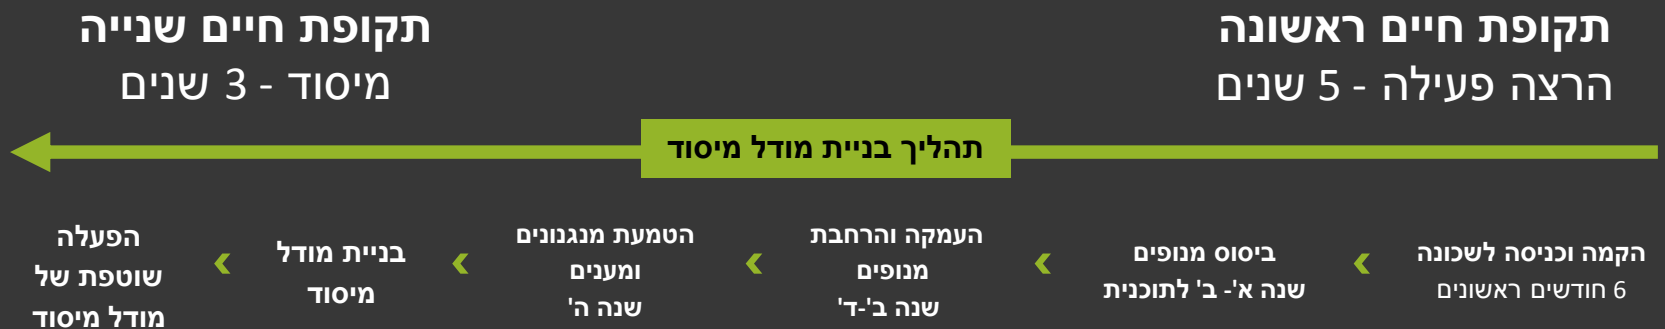 תקופת חיים ראשונה
הרצה פעילה - 5 שנים
תקופת חיים שנייה
מיסוד - 3 שנים
תהליך בניית מודל מיסוד
הקמה וכניסה לשכונה
6 חודשים ראשונים
ביסוס מנופים
שנה א'- ב' לתוכנית
העמקה והרחבת
מנופים
שנה ב'-ד'
הטמעת מנגנונים
ומענים
שנה ה'
בניית מודל
מיסוד
הפעלה
שוטפת של
מודל מיסוד